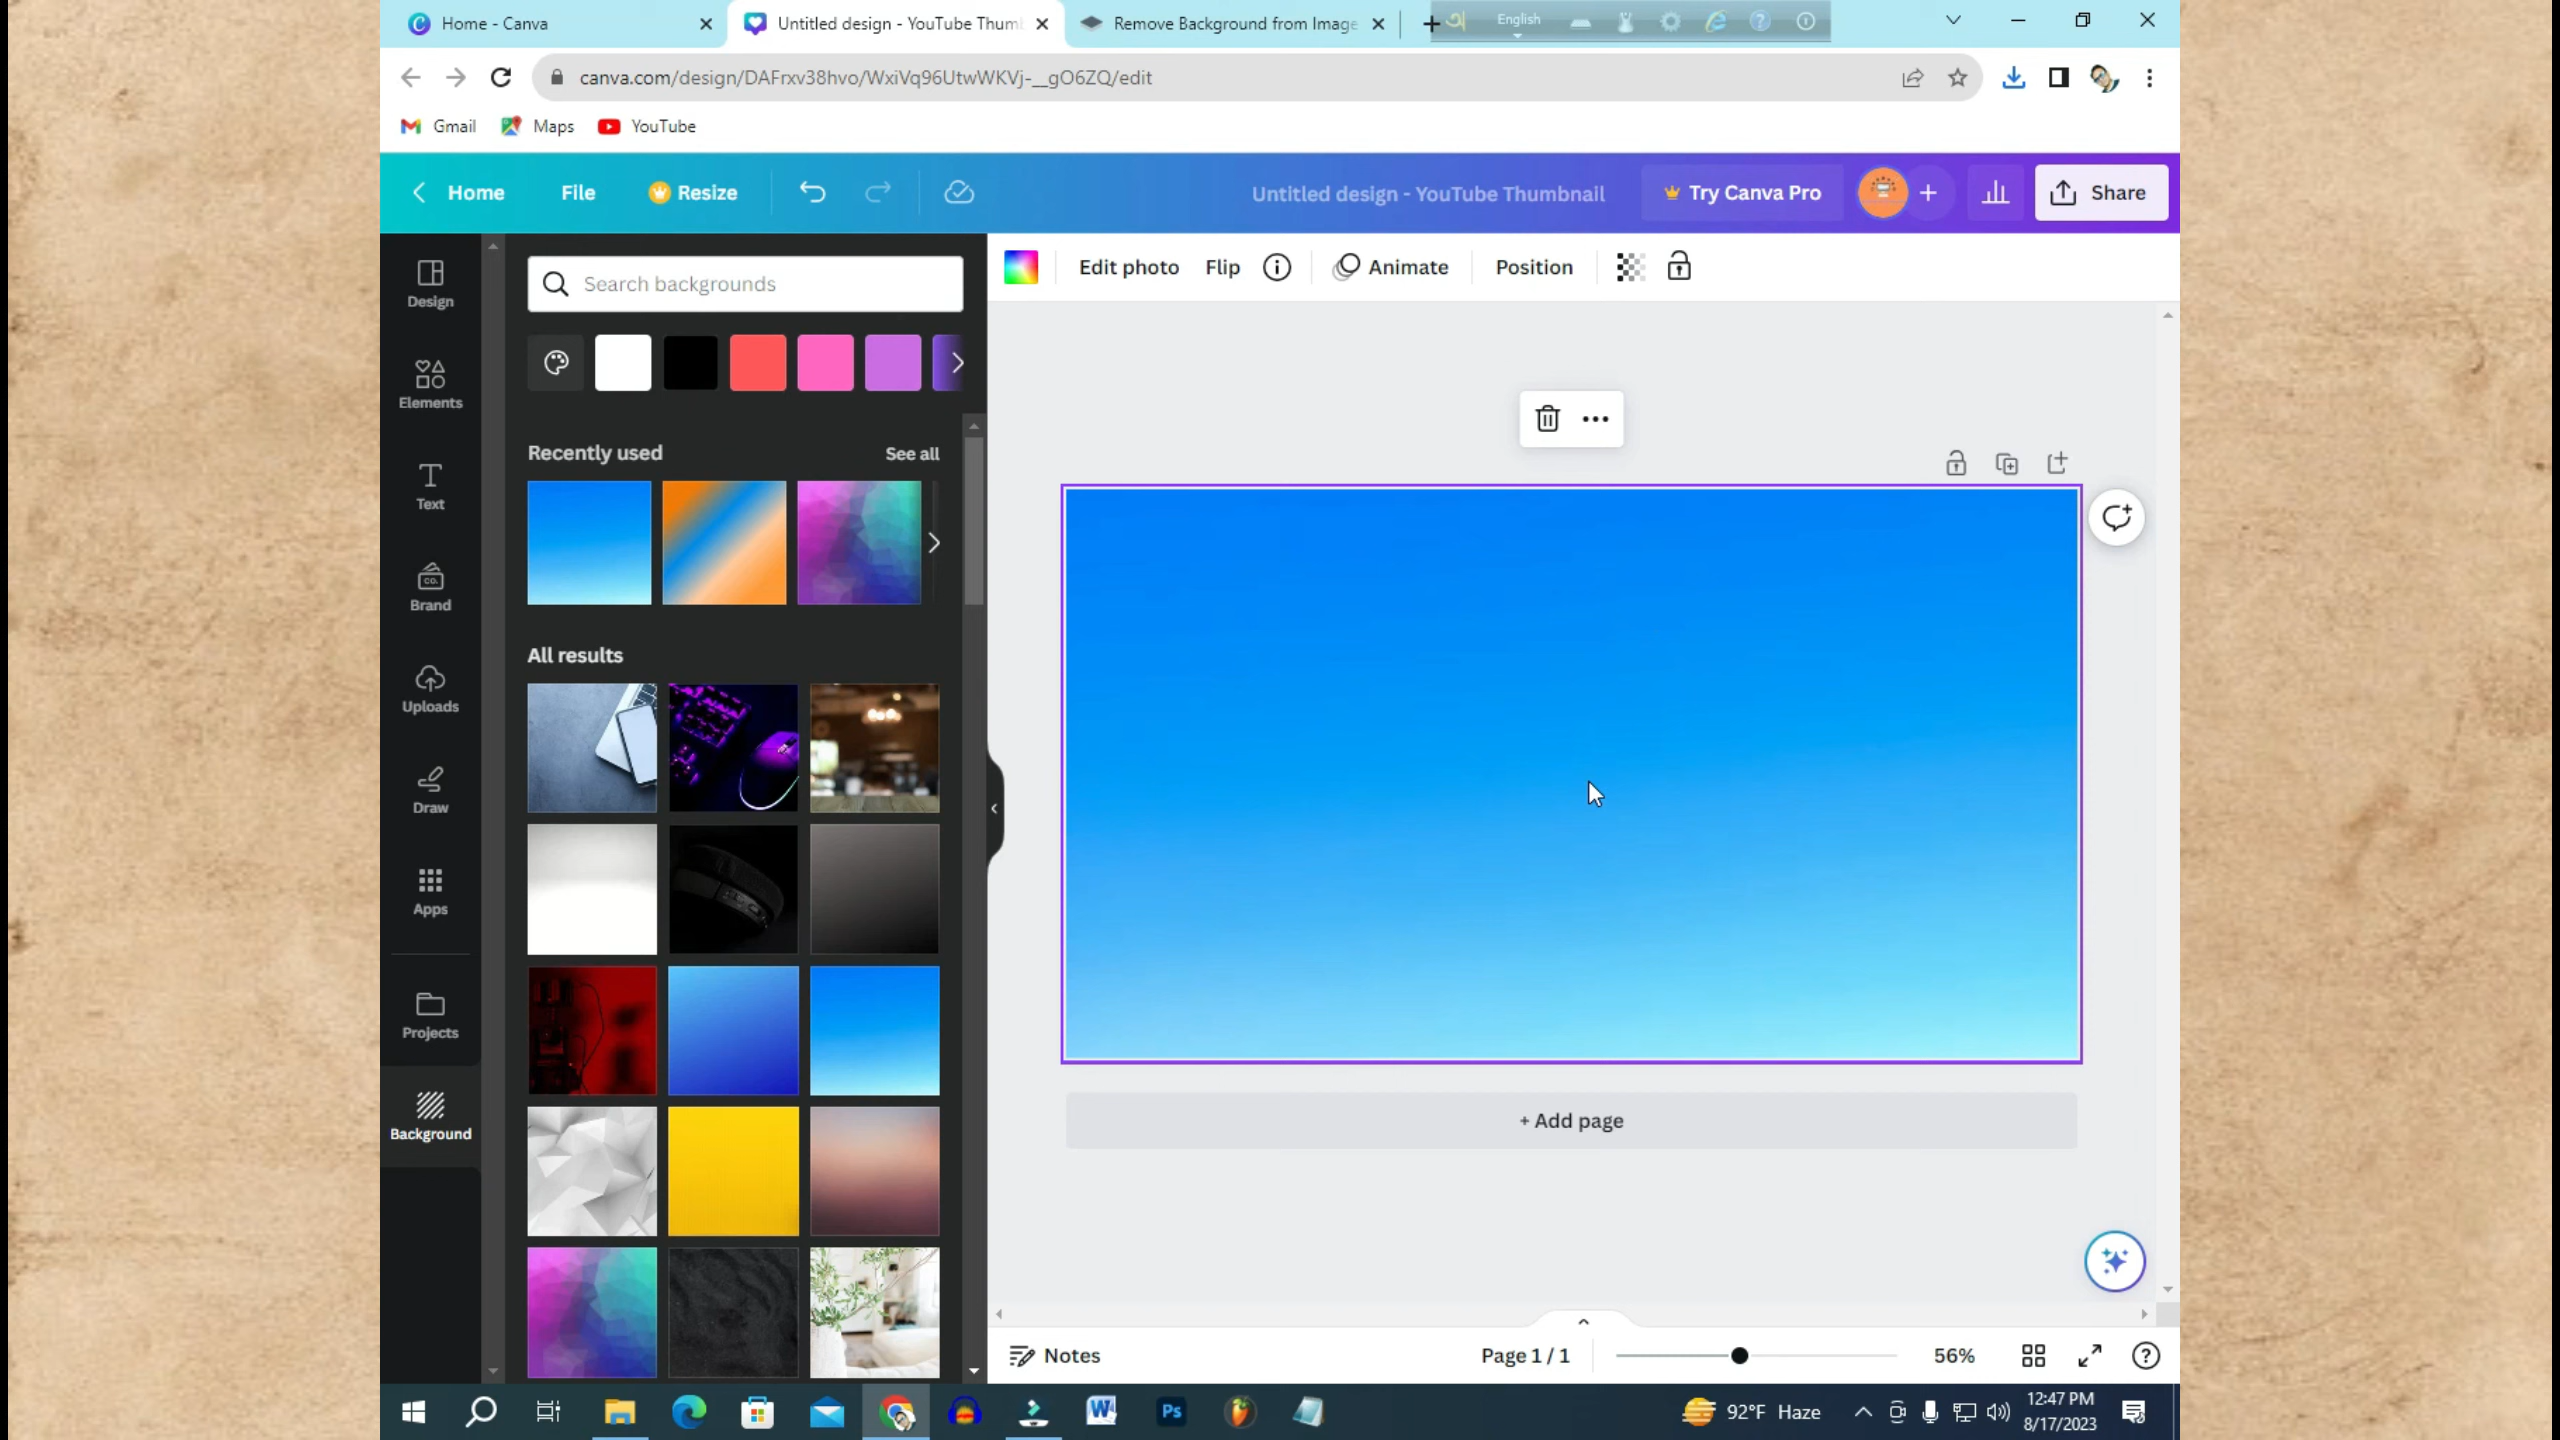 Home - Canva
Untitled design - YouTube Thum
Remove Background from Image
English
canva.com/design/DAFrxv38hvo/WxiVq96UtwWKVj-__gO6ZQ/edit
Gmail
Maps
YouTube
Home
File
Resize
Untitled design - YouTube Thumbnail
Try Canva Pro
Share
Design
Elements
Text
CO.
Brand
Uploads
Draw
Apps
Projects
Background
Search backgrounds
Recently used
See all
All results
Edit photo
Flip
Animate
Position
+ Add page
Notes
Page 1 / 1
56%
Ps
92°F Haze
12:47 PM
8/17/2023